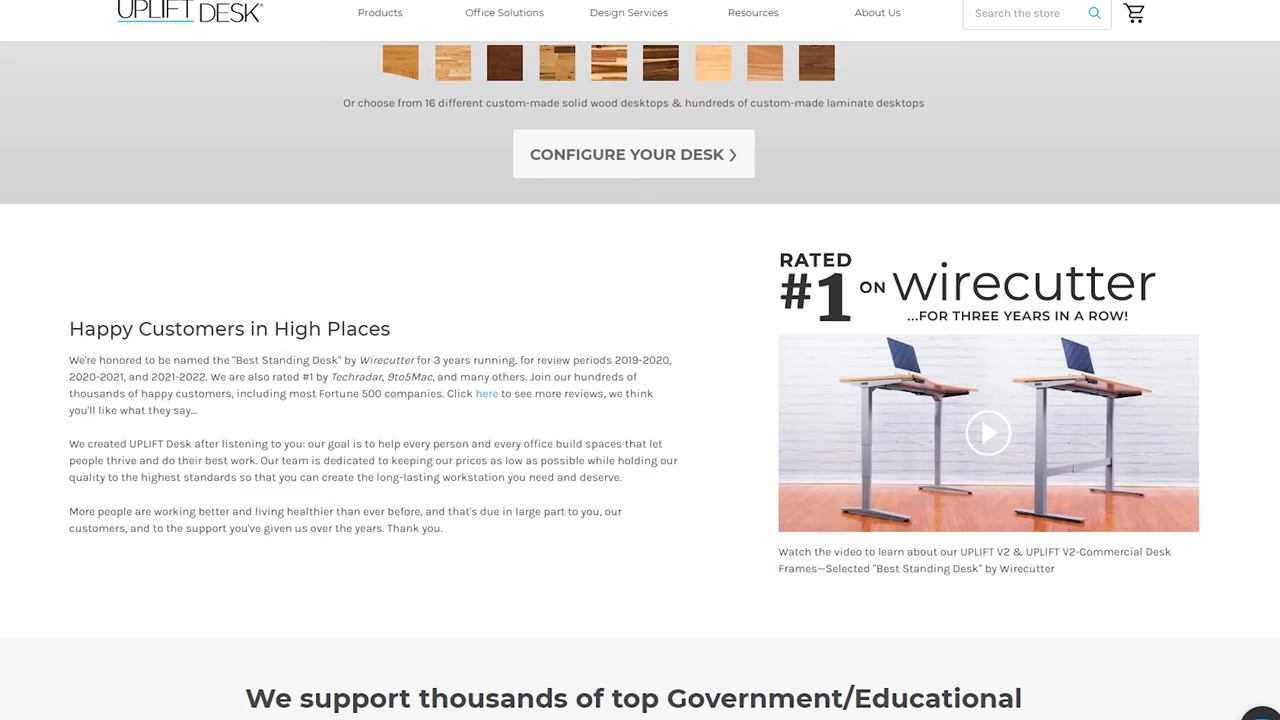 UPLIFT DESK®
Products
Office Solutions
Design Services
Resources
About Us
Search the store
Or choose from 16 different custom-made solid wood desktops & hundreds of custom-made laminate desktops
CONFIGURE YOUR DESK ❯
Happy Customers in High Places
We're honored to be named the "Best Standing Desk" by Wirecutter for 3 years running, for review periods 2019-2020,
2020-2021, and 2021-2022. We are also rated #1 by Techradar, 9to5Mac, and many others. Join our hundreds of
thousands of happy customers, including most Fortune 500 companies. Click here to see more reviews, we think
you'll like what they say...
We created UPLIFT Desk after listening to you: our goal is to help every person and every office build spaces that let
people thrive and do their best work. Our team is dedicated to keeping our prices as low as possible while holding our
quality to the highest standards so that you can create the long-lasting workstation you need and deserve.
More people are working better and living healthier than ever before, and that's due in large part to you, our
customers, and to the support you've given us over the years. Thank you.
RATED
#1 ON wirecutter
...FOR THREE YEARS IN A ROW!
Watch the video to learn about our UPLIFT V2 & UPLIFT V2-Commercial Desk
Frames—Selected "Best Standing Desk" by Wirecutter
We support thousands of top Government/Educational